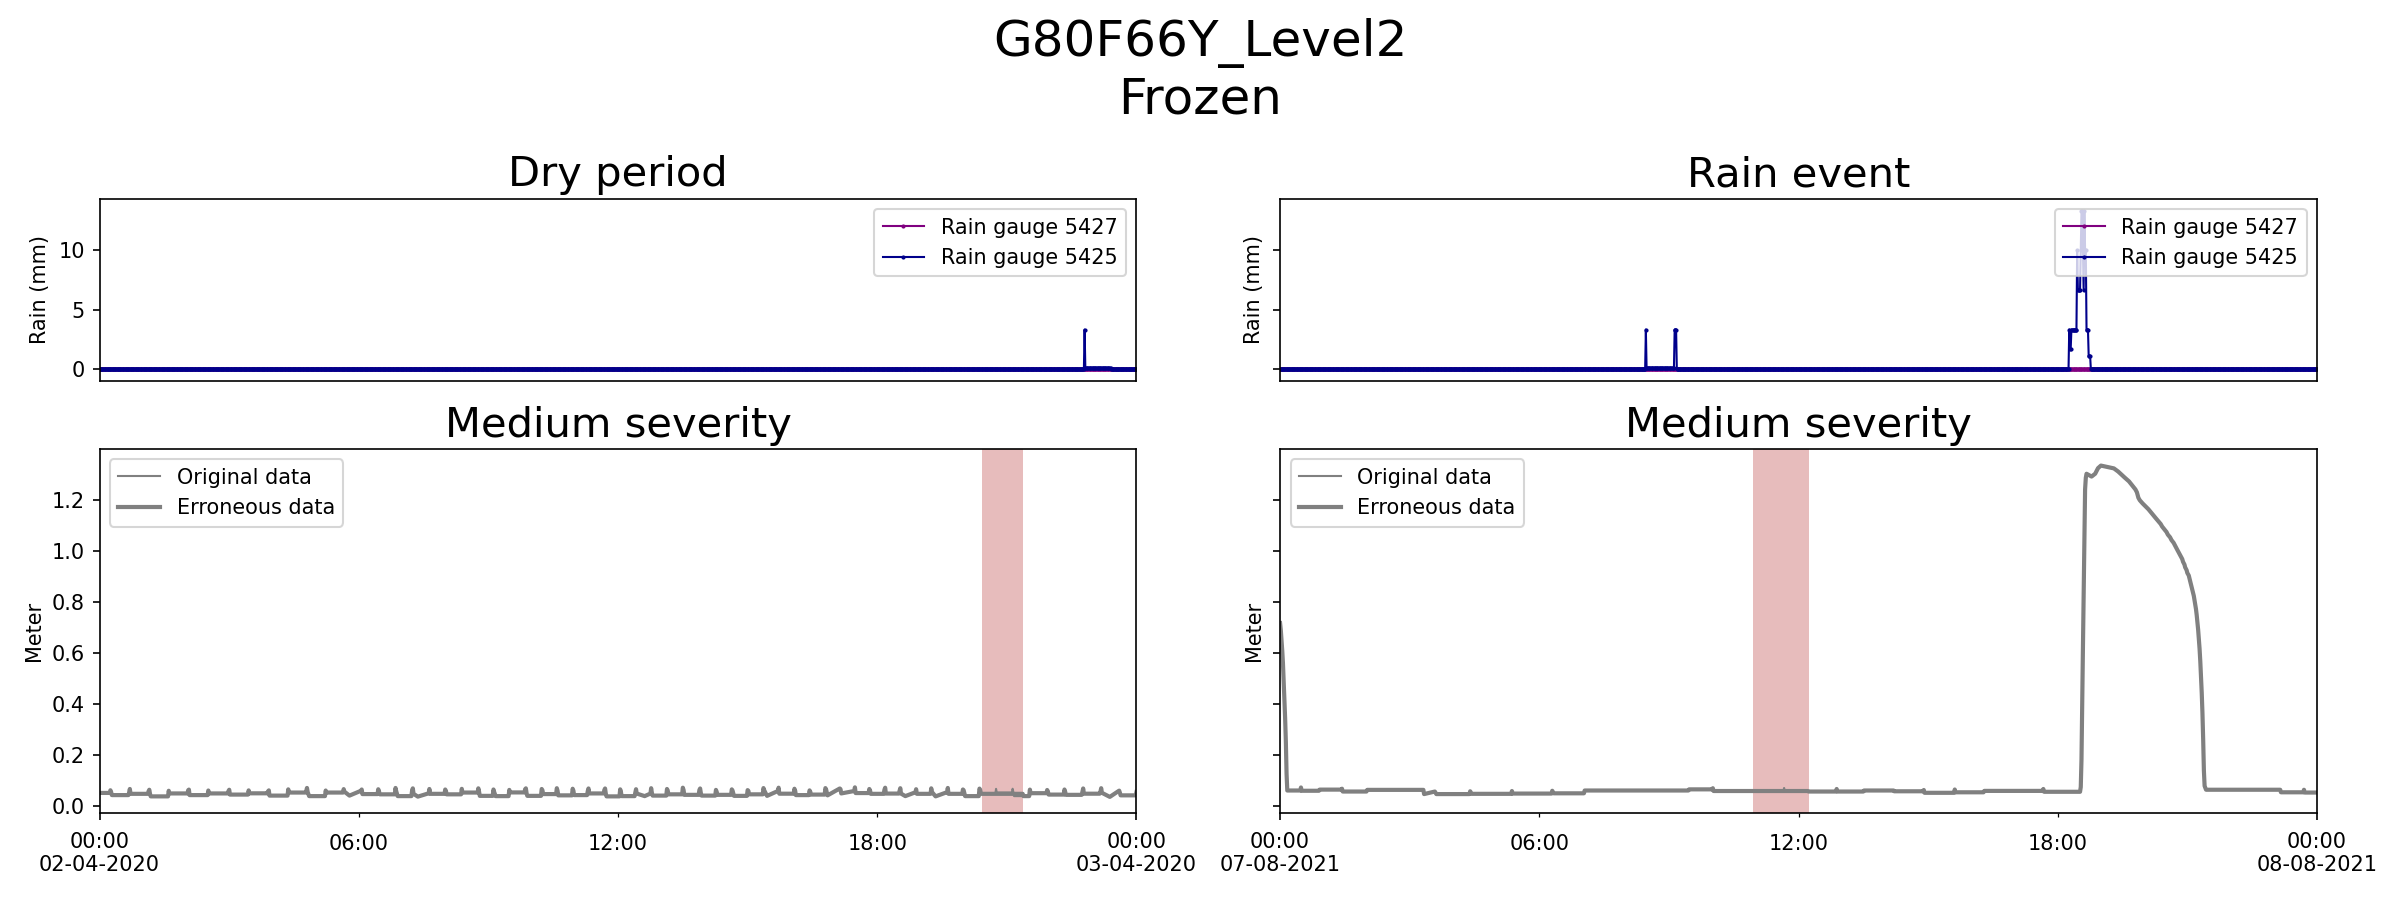 G80F66Y_Level2
Frozen
Dry period
Rain event
Rain (mm)
10
5
0
Rain gauge 5427
Rain gauge 5425
Rain (mm)
Rain gauge 5427
Rain gauge 5425
Medium severity
Medium severity
Meter
1.2
1.0
0.8
0.6
0.4
0.2
0.0
Original data
Erroneous data
00:00
02-04-2020
06:00
12:00
18:00
00:00
03-04-2020
Meter
Original data
Erroneous data
00:00
07-08-2021
06:00
12:00
18:00
00:00
08-08-2021